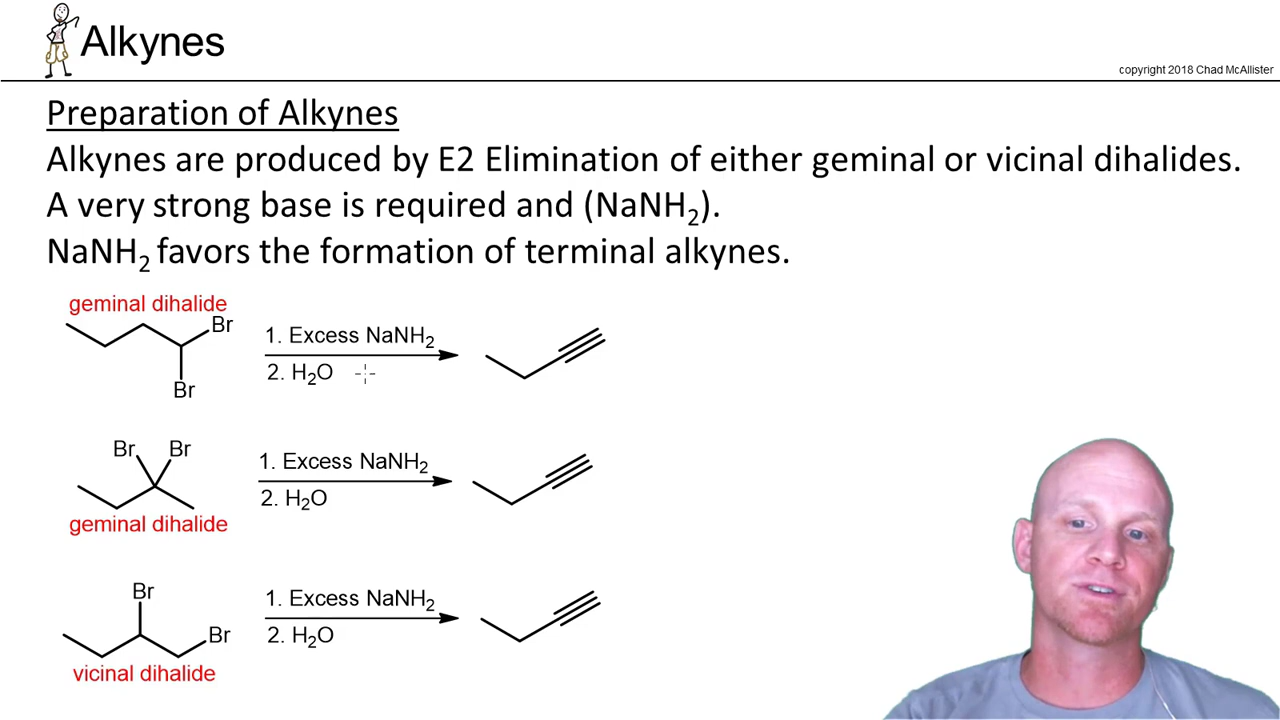 Alkynes
copyright 2018 Chad McAllister
Preparation of Alkynes
Alkynes are produced by E2 Elimination of either geminal or vicinal dihalides.
A very strong base is required and (NaNH₂).
NaNH₂ favors the formation of terminal alkynes.
geminal dihalide
Br
1. Excess NaNH₂
2. H₂O
Br
Br Br
1. Excess NaNH₂
2. H₂O
geminal dihalide
Br
1. Excess NaNH₂
Br
2. H₂O
vicinal dihalide